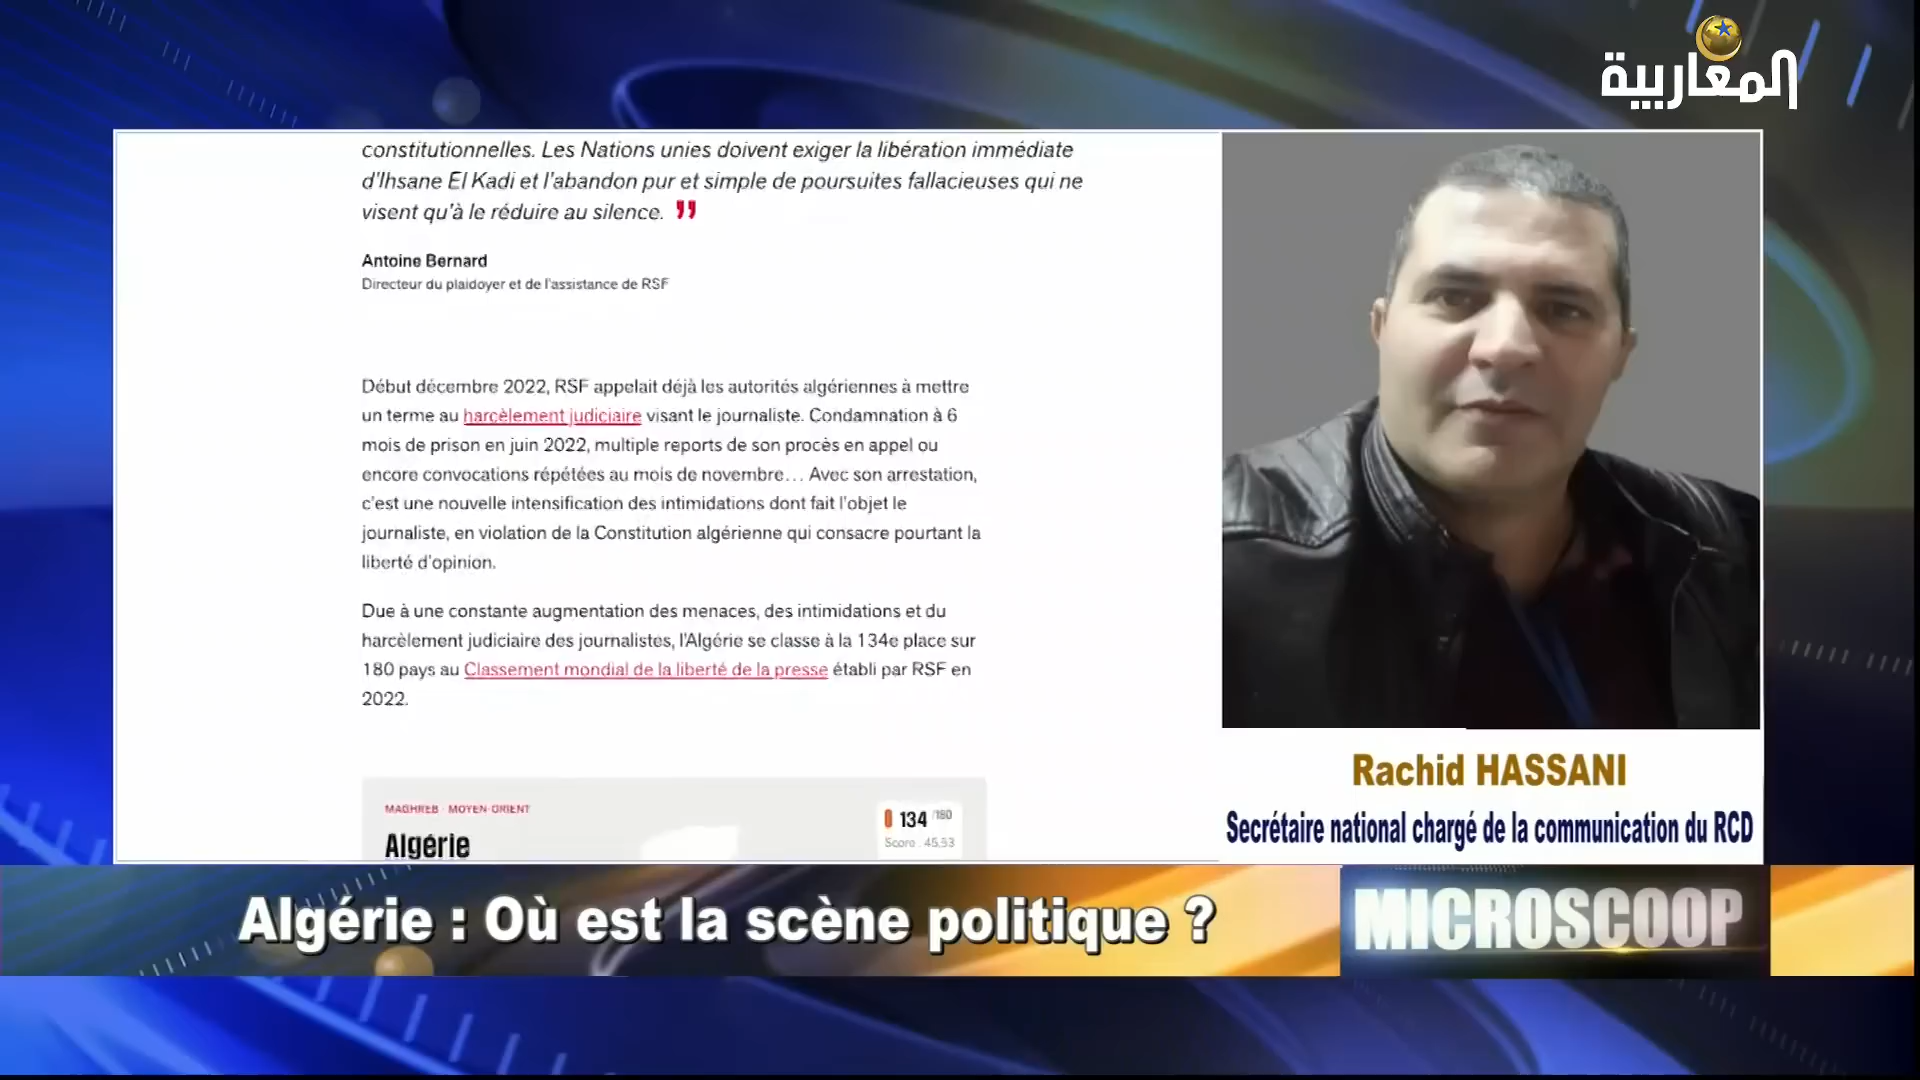 المغاربية
constitutionnelles. Les Nations unies doivent exiger la libération immédiate
d'Ihsane El Kadi et l'abandon pur et simple de poursuites fallacieuses qui ne
visent qu'à le réduire au silence. ”
Antoine Bernard
Directeur du plaidoyer et de l'assistance de RSF
Début décembre 2022, RSF appelait déjà les autorités algériennes à mettre
un terme au harcèlement judiciaire visant le journaliste. Condamnation à 6
mois de prison en juin 2022, multiple reports de son procès en appel ou
encore convocations répétées au mois de novembre… Avec son arrestation,
c'est une nouvelle intensification des intimidations dont fait l'objet le
journaliste, en violation de la Constitution algérienne qui consacre pourtant la
liberté d'opinion.
Due à une constante augmentation des menaces, des intimidations et du
harcèlement judiciaire des journalistes, l'Algérie se classe à la 134e place sur
180 pays au Classement mondial de la liberté de la presse établi par RSF en
2022.
MAGHREB - MOYEN-ORIENT
Algérie
134 /180
Score : 45,53
Rachid HASSANI
Secrétaire national chargé de la communication du RCD
Algérie : Où est la scène politique ?
MICROSCOOP